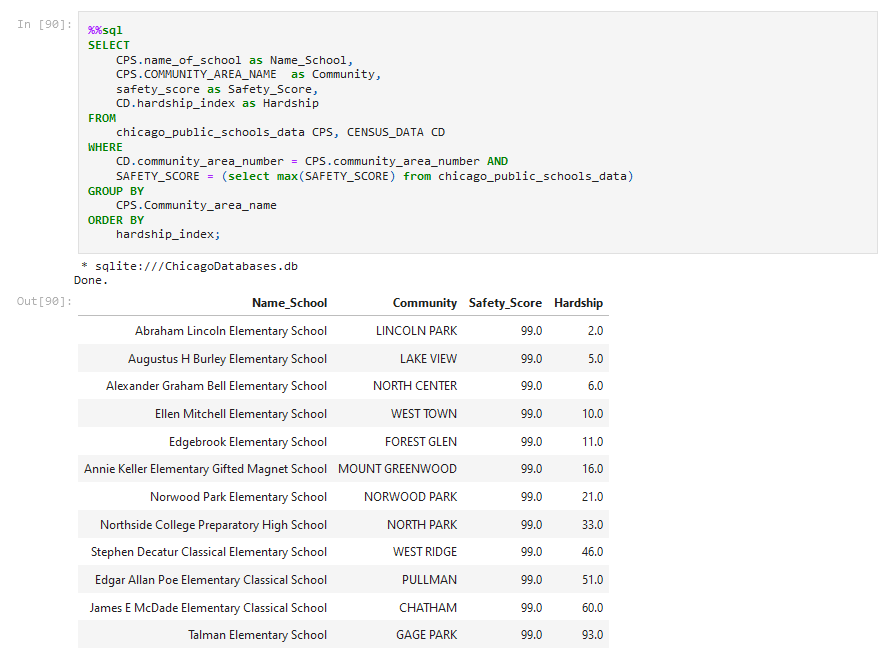 In [90]:
%%sql
SELECT
CPS.name_of_school as Name_School,
CPS.COMMUNITY_AREA_NAME  as Community,
safety_score as Safety_Score,
CD.hardship_index as Hardship
FROM
chicago_public_schools_data CPS, CENSUS_DATA CD
WHERE
CD.community_area_number = CPS.community_area_number AND
SAFETY_SCORE = (select max(SAFETY_SCORE) from chicago_public_schools_data)
GROUP BY
CPS.Community_area_name
ORDER BY
hardship_index;
* sqlite:///ChicagoDatabases.db
Done.
Out[90]:
Name_School Community Safety_Score Hardship
Abraham Lincoln Elementary School LINCOLN PARK 99.0 2.0
Augustus H Burley Elementary School LAKE VIEW 99.0 5.0
Alexander Graham Bell Elementary School NORTH CENTER 99.0 6.0
Ellen Mitchell Elementary School WEST TOWN 99.0 10.0
Edgebrook Elementary School FOREST GLEN 99.0 11.0
Annie Keller Elementary Gifted Magnet School MOUNT GREENWOOD 99.0 16.0
Norwood Park Elementary School NORWOOD PARK 99.0 21.0
Northside College Preparatory High School NORTH PARK 99.0 33.0
Stephen Decatur Classical Elementary School WEST RIDGE 99.0 46.0
Edgar Allan Poe Elementary Classical School PULLMAN 99.0 51.0
James E McDade Elementary Classical School CHATHAM 99.0 60.0
Talman Elementary School GAGE PARK 99.0 93.0